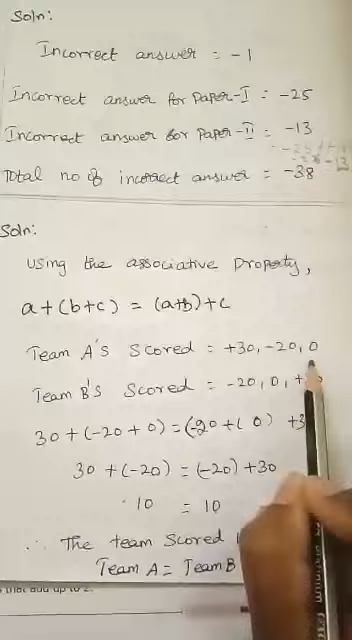 Soln:
Incorrect answer = -1
Incorrect answer for Paper-I = -25
Incorrect answer for Paper-II = -13
Total no of incorrect answer = -38
Soln:
using the associative Property,
a+(b+c) = (a+b)+c
Team A'S Scored = +30, -20, 0
Team B'S Scored = -20, 0, +
30 + (-20 + 0) = (-20 + ( 0) +3
30 + (-20) = (-20) +30
10 = 10
∴ The team Scored
Team A = Team B
that add up to 2.